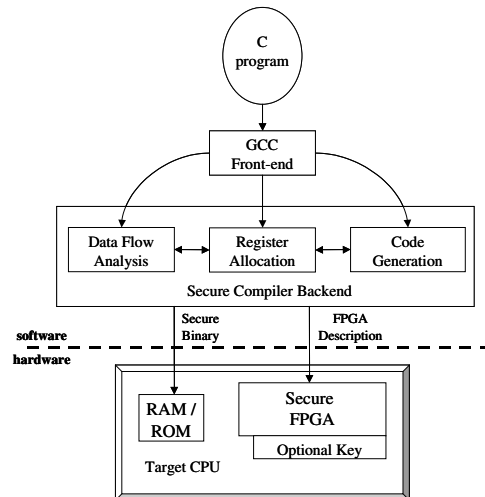 C
program
GCC
Front-end
Data Flow
Analysis
Register
Allocation
Code
Generation
Secure Compiler Backend
Secure
Binary
FPGA
Description
software
hardware
RAM /
ROM
Secure
FPGA
Optional Key
Target CPU